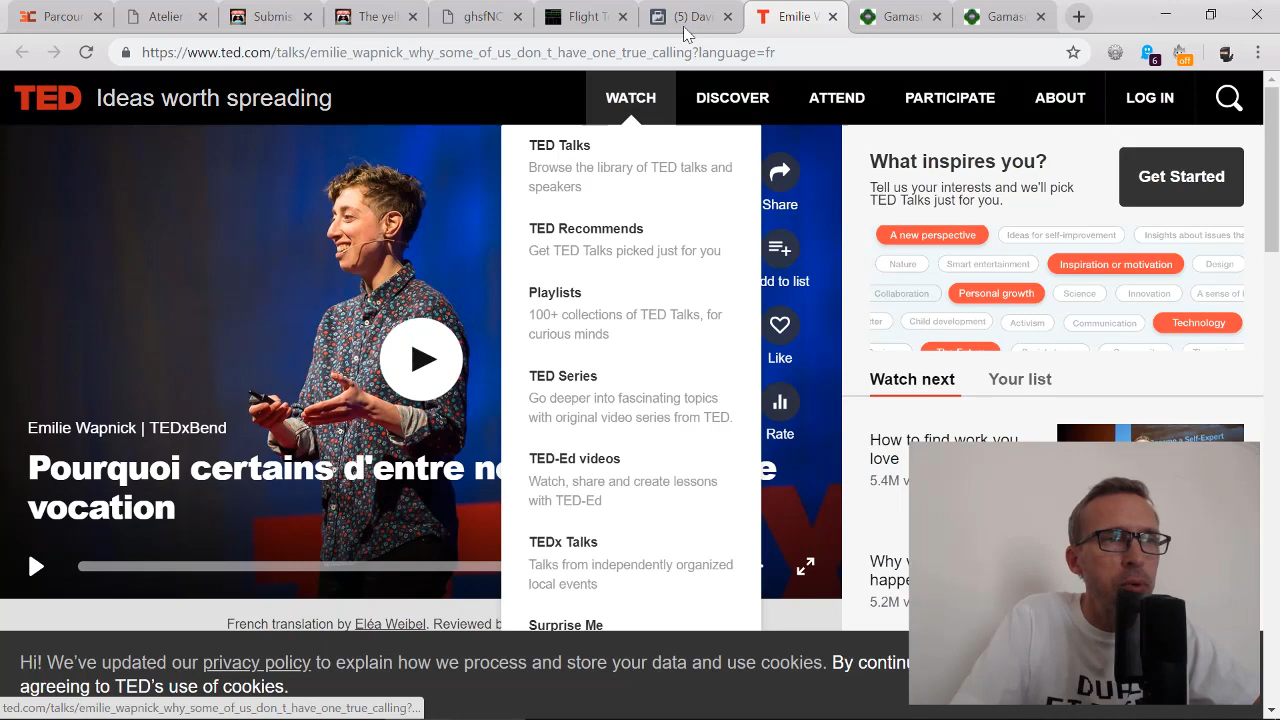 Panou
Atelier
Submi
The yell
GhsfNT
Flight T
(5) Do
Emilie W
Gamas
Gamas
https://www.ted.com/talks/emilie_wapnick_why_some_of_us_don_t_have_one_true_calling?language=fr
6
off
TED Ideas worth spreading
WATCH
DISCOVER
ATTEND
PARTICIPATE
ABOUT
LOG IN
TED Talks
Browse the library of TED talks and
speakers
TED Recommends
Get TED Talks picked just for you
Playlists
100+ collections of TED Talks, for
curious minds
TED Series
Go deeper into fascinating topics
with original video series from TED.
TED-Ed videos
Watch, share and create lessons
with TED-Ed
TEDx Talks
Talks from independently organized
local events
Surprise Me
Share
dd to list
Like
Rate
Emilie Wapnick | TEDxBend
Pourquoi certains d'entre n e
vocation
French translation by Eléa Weibel. Reviewed b
What inspires you?
Tell us your interests and we'll pick
TED Talks just for you.
Get Started
A new perspective
Ideas for self-improvement
Insights about issues tha
Nature
Smart entertainment
Inspiration or motivation
Design
Collaboration
Personal growth
Science
Innovation
A sense of
tter
Child development
Activism
Communication
Technology
Watch next
Your list
How to find work you
love
5.4M v
Why
happe
5.2M v
Hi! We've updated our privacy policy to explain how we process and store your data and use cookies. By contin
agreeing to TED's use of cookies.
ted.com/talks/emilie_wapnick_why_some_of_us_don_t_have_one_true_calling?...